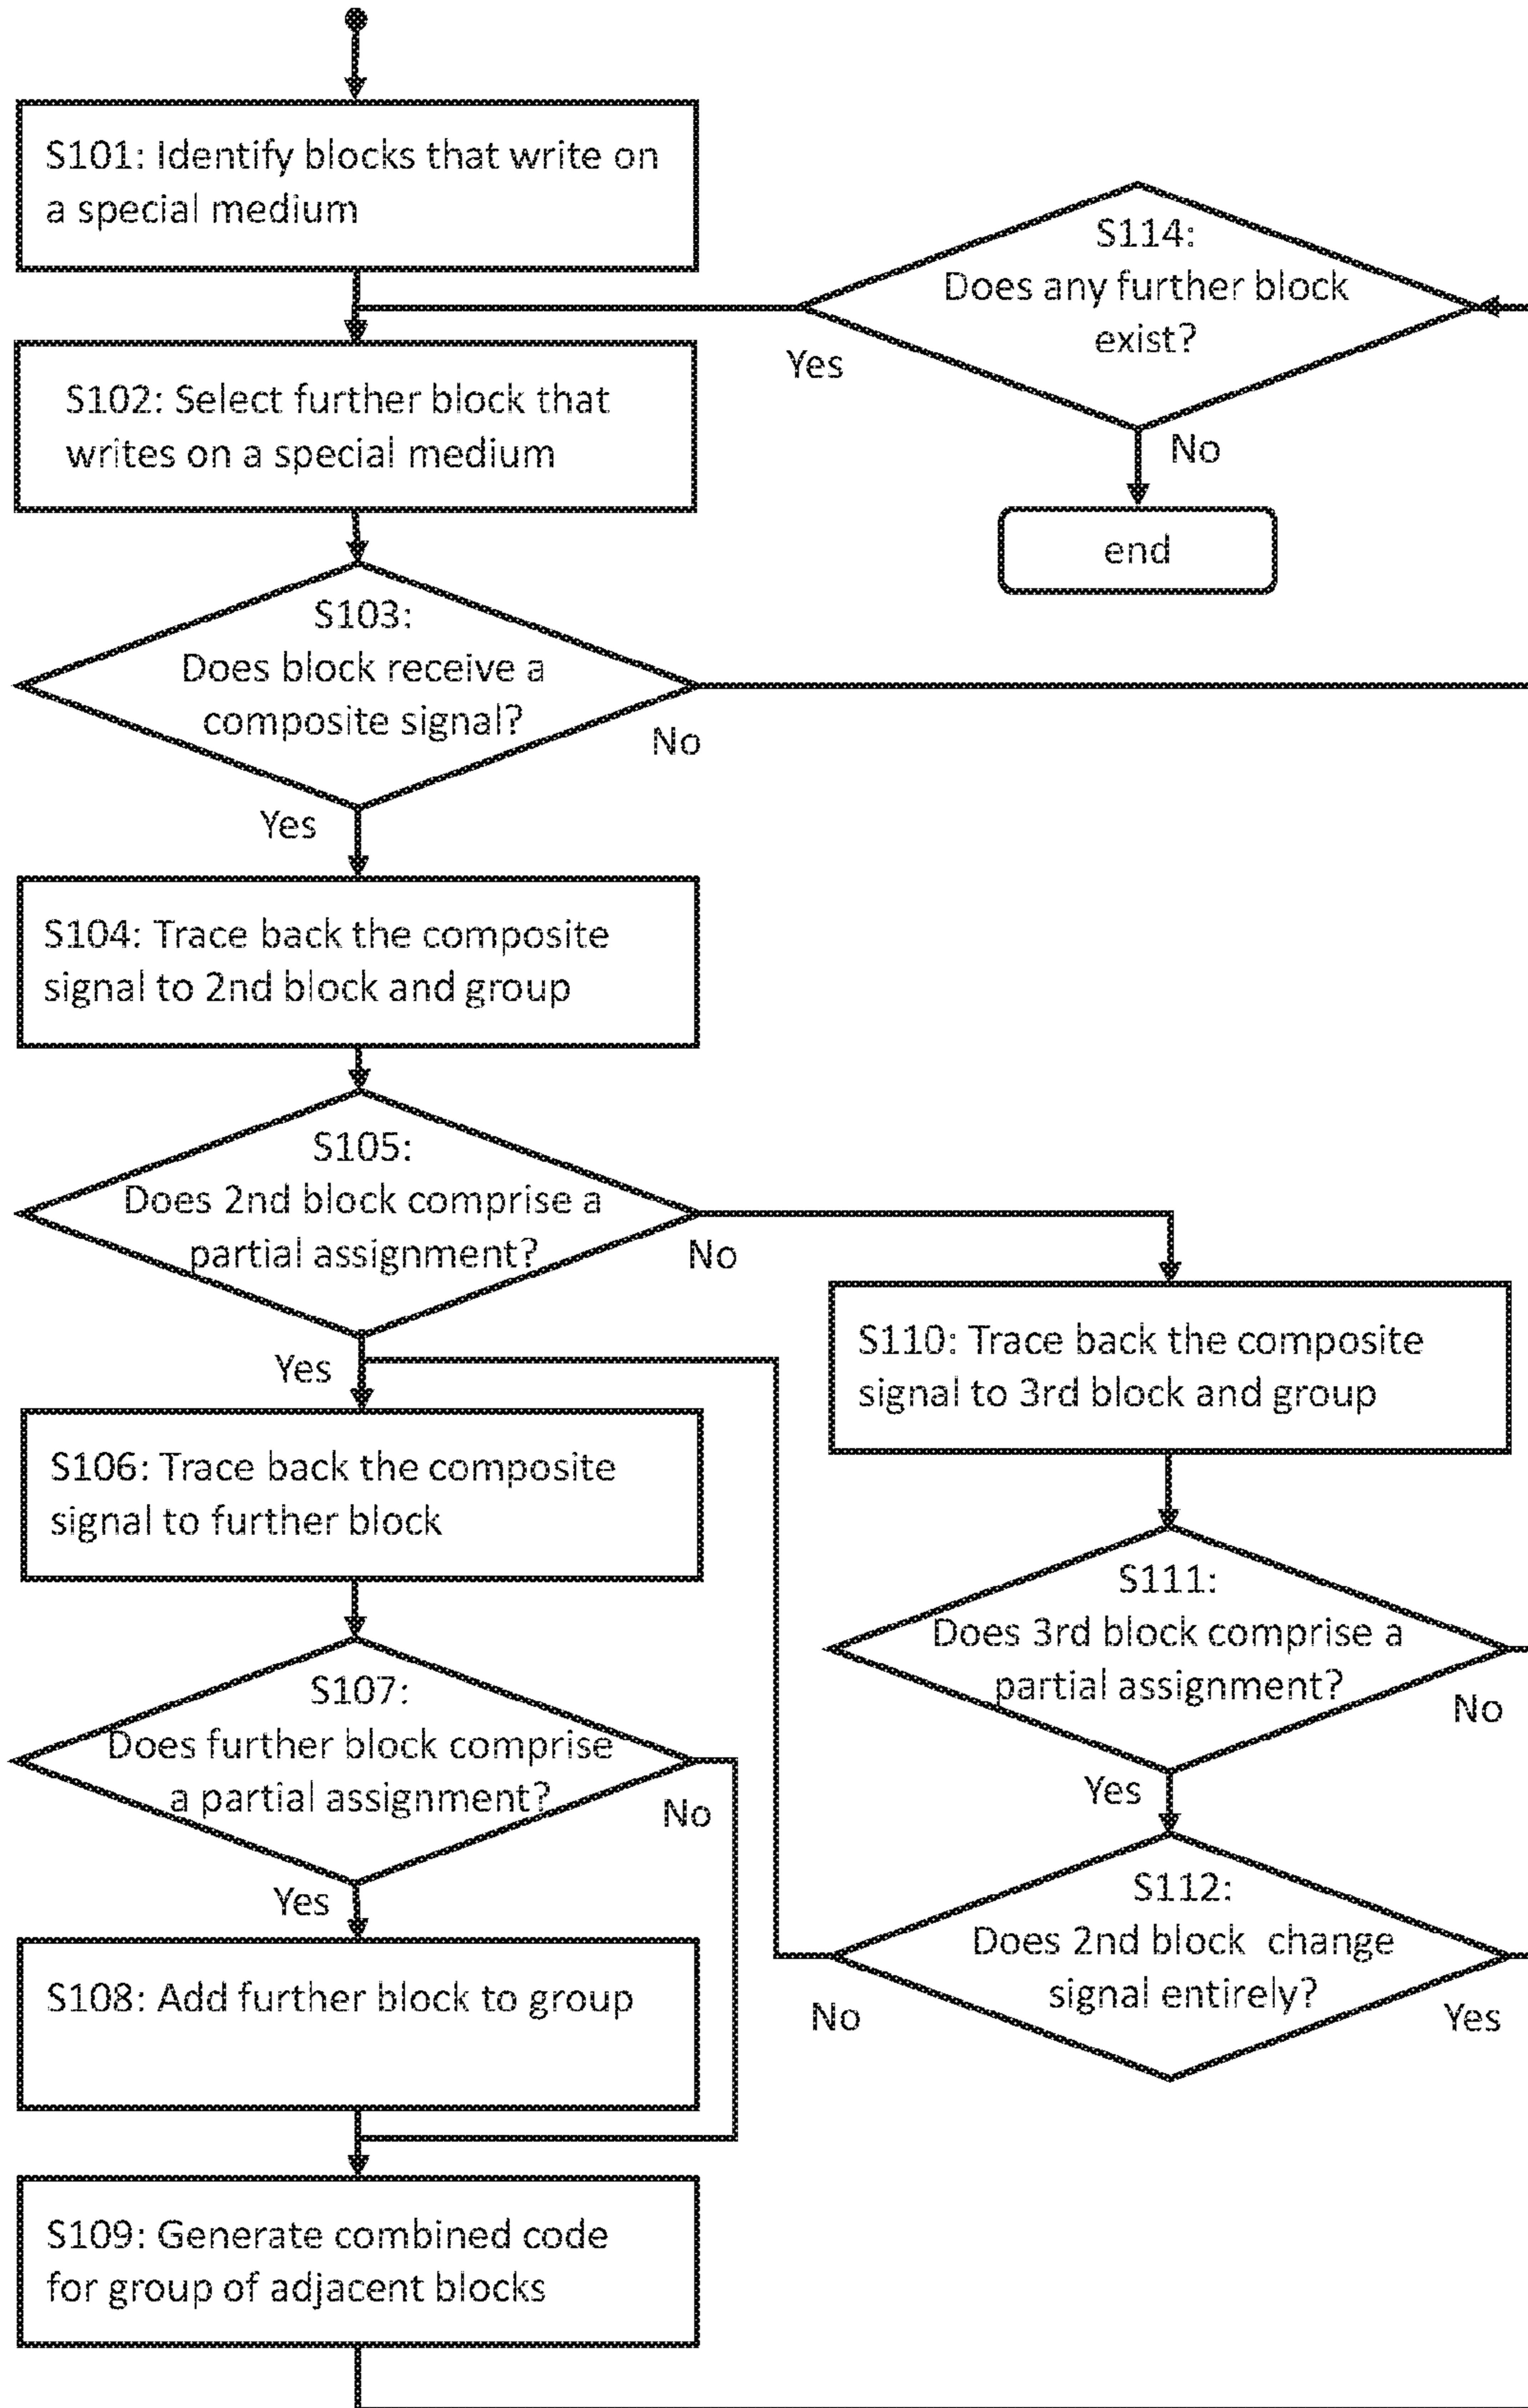 S101: Identify blocks that write on
a special medium
S114:
Does any further block
exist?
Yes
No
S102: Select further block that
writes on a special medium
end
S103:
Does block receive a
composite signal?
No
Yes
S104: Trace back the composite
signal to 2nd block and group
S105:
Does 2nd block comprise a
partial assignment?
No
Yes
S110: Trace back the composite
signal to 3rd block and group
S106: Trace back the composite
signal to further block
S111:
Does 3rd block comprise a
partial assignment?
No
Yes
S107:
Does further block comprise
a partial assignment?
No
Yes
S112:
Does 2nd block change
signal entirely?
No
Yes
S108: Add further block to group
S109: Generate combined code
for group of adjacent blocks